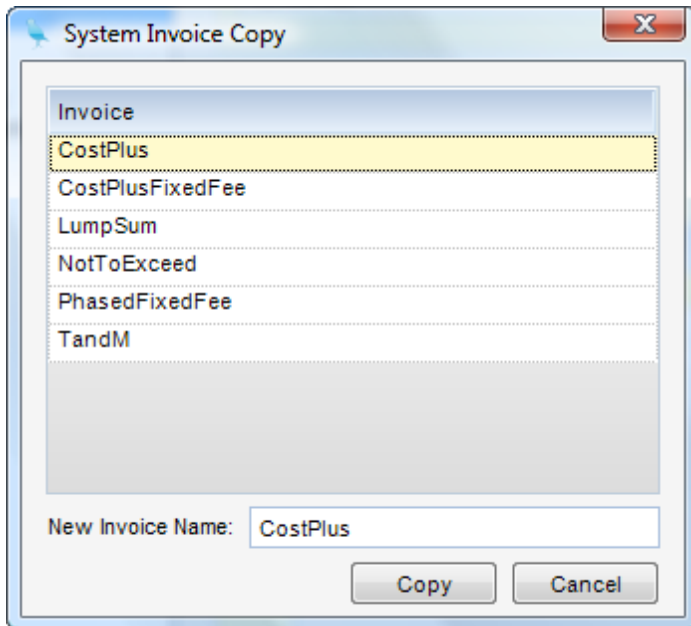 System Invoice Copy
Invoice
CostPlus
CostPlusFixedFee
LumpSum
NotToExceed
PhasedFixedFee
TandM
New Invoice Name: CostPlus
Copy Cancel